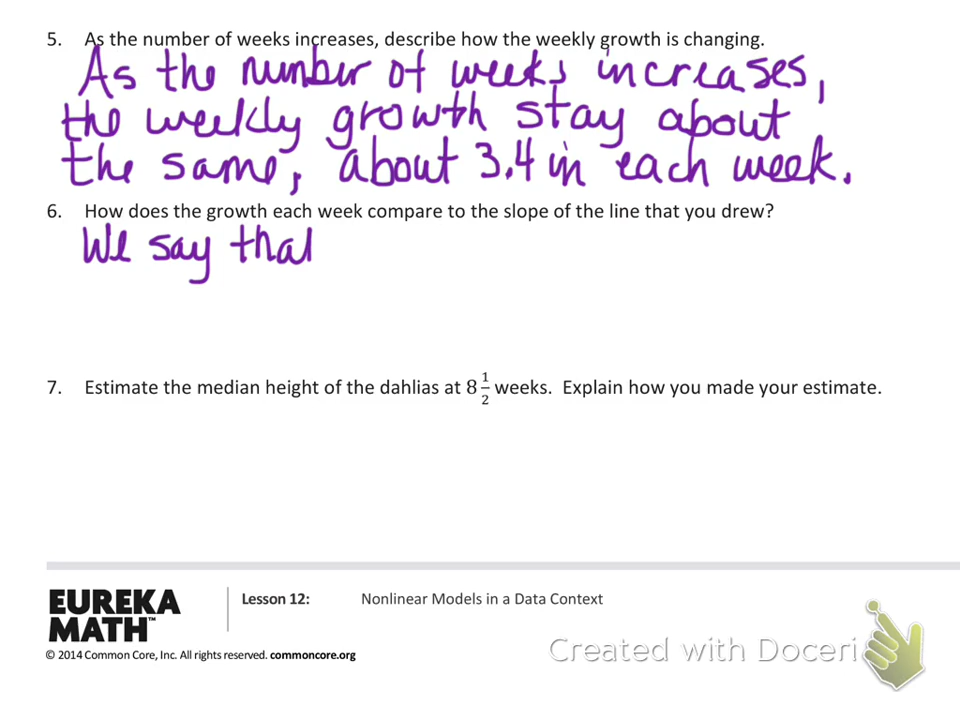 5. As the number of weeks increases, describe how the weekly growth is changing.
As the number of weeks increases,
the weekly growth stay about
the same, about 3.4 in each week.
6. How does the growth each week compare to the slope of the line that you drew?
We say that
7. Estimate the median height of the dahlias at 8 1/2 weeks. Explain how you made your estimate.
EUREKA MATH™
Lesson 12: Nonlinear Models in a Data Context
© 2014 Common Core, Inc. All rights reserved. commoncore.org
Created with Doceri